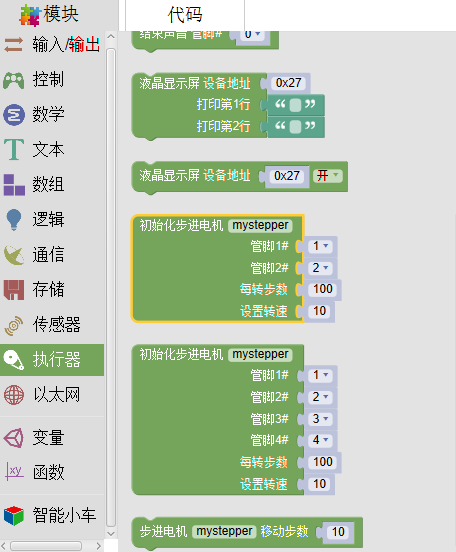 模块
代码
输入/输出
控制
数学
文本
数组
逻辑
通信
存储
传感器
执行器
以太网
变量
函数
智能小车
结束声音 管脚# 0
液晶显示屏 设备地址 0x27
打印第1行 “ ”
打印第2行 “ ”
液晶显示屏 设备地址 0x27 开
初始化步进电机 mystepper
管脚1# 1
管脚2# 2
每转步数 100
设置转速 10
初始化步进电机 mystepper
管脚1# 1
管脚2# 2
管脚3# 3
管脚4# 4
每转步数 100
设置转速 10
步进电机 mystepper 移动步数 10